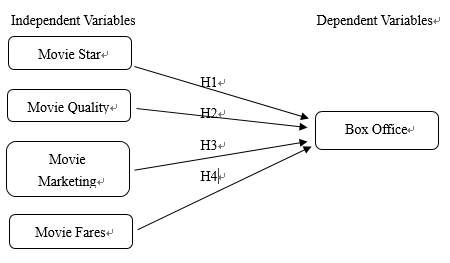 Independent Variables
Dependent Variables
Movie Star
H1
Movie Quality
H2
Box Office
Movie
Marketing
H3
H4
Movie Fares